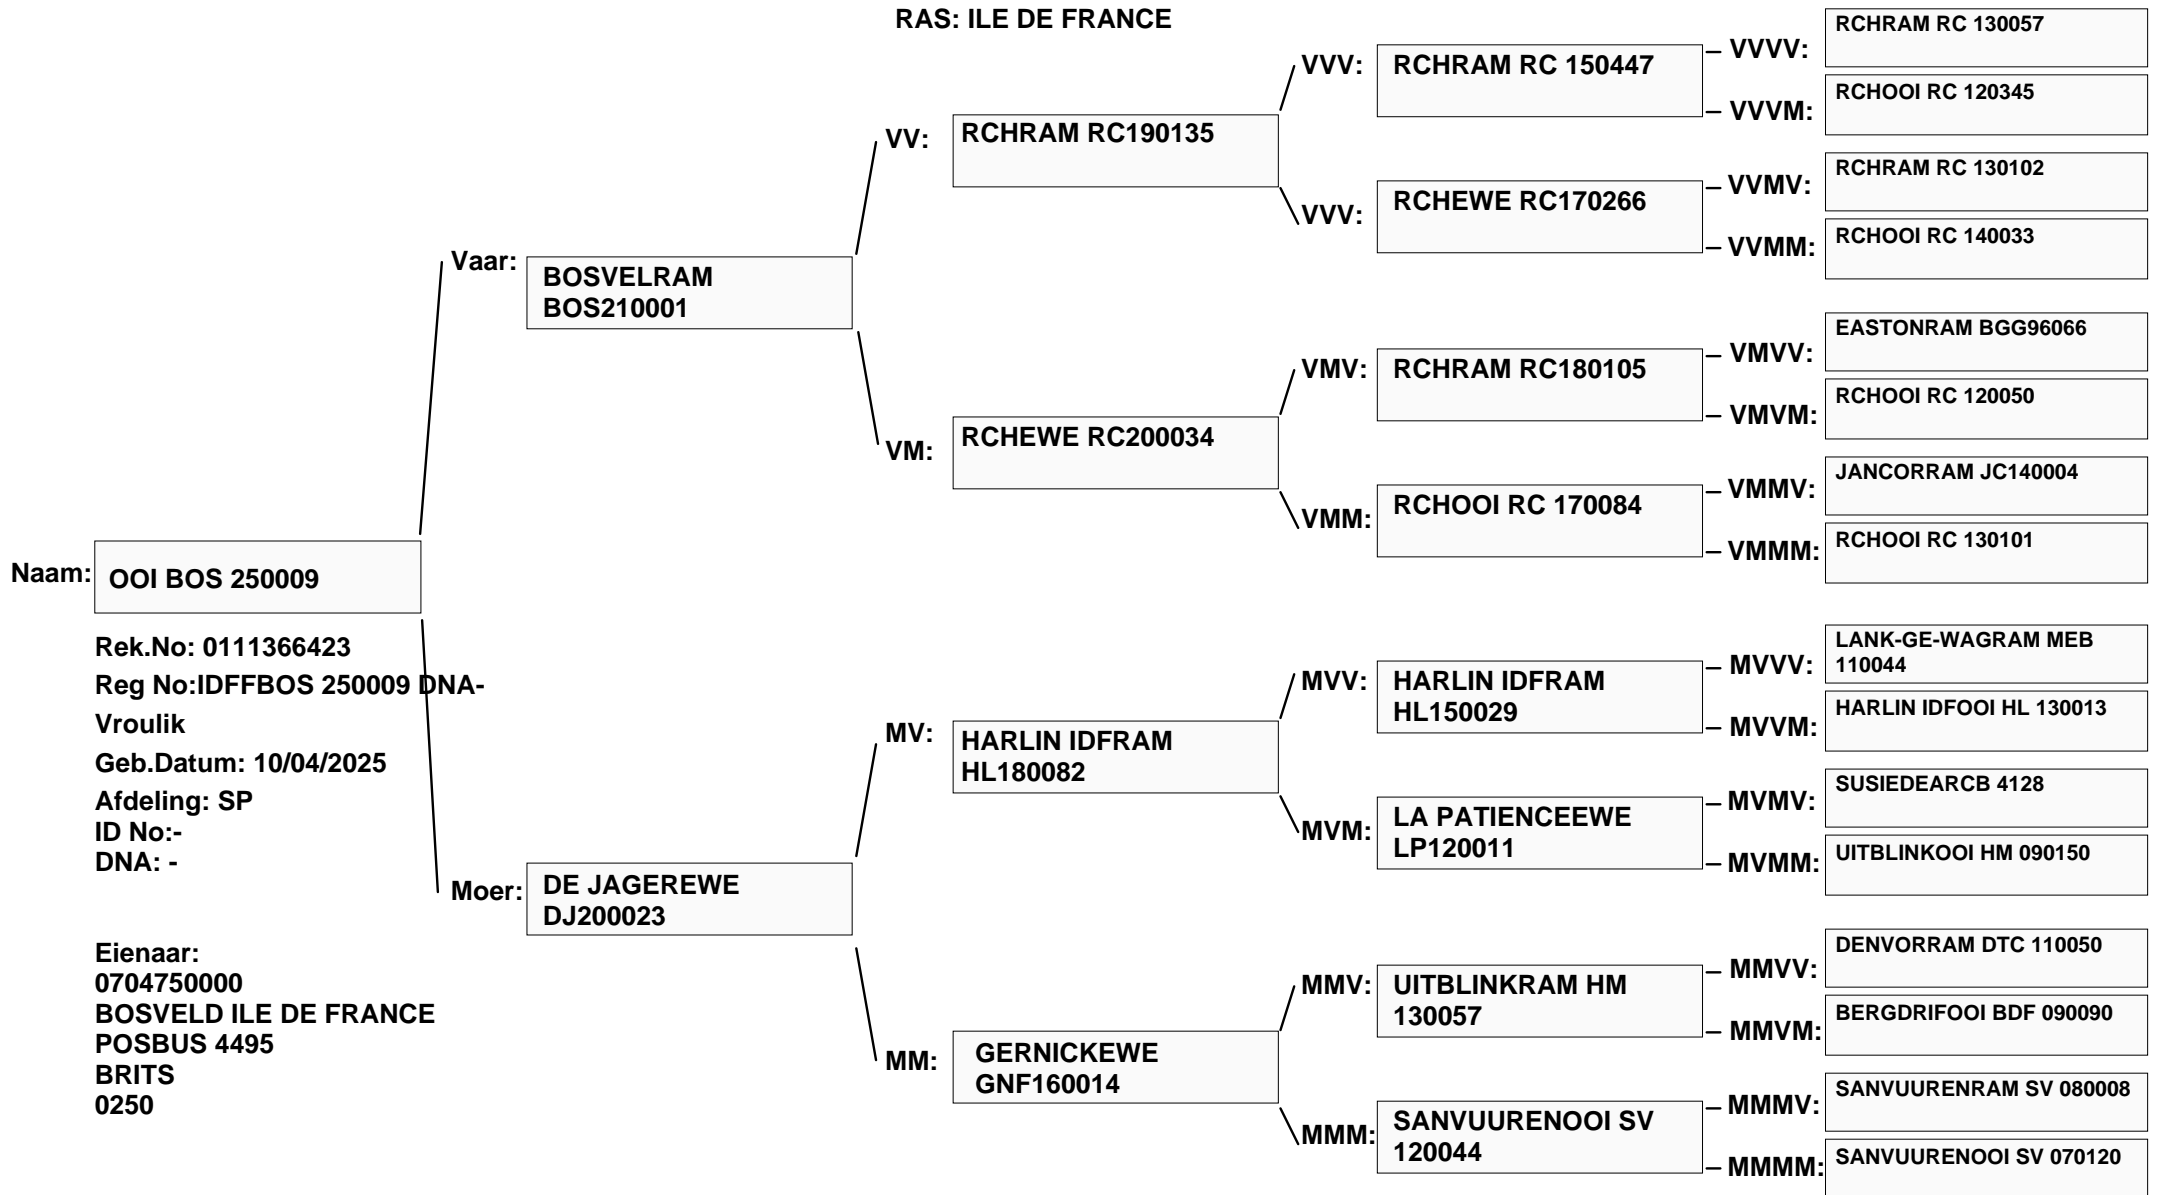 RAS: ILE DE FRANCE
Naam:
OOI BOS 250009
Rek.No: 0111366423
Reg No:IDFFBOS 250009 DNA-
Vroulik
Geb.Datum: 10/04/2025
Afdeling: SP
ID No:-
DNA: -
Eienaar:
0704750000
BOSVELD ILE DE FRANCE
POSBUS 4495
BRITS
0250
Vaar:
BOSVELRAM
BOS210001
Moer:
DE JAGEREWE
DJ200023
VV:
RCHRAM RC190135
VM:
RCHEWE RC200034
MV:
HARLIN IDFRAM
HL180082
MM:
GERNICKEWE
GNF160014
VVV:
RCHRAM RC 150447
VVV:
RCHEWE RC170266
VMV:
RCHRAM RC180105
VMM:
RCHOOI RC 170084
MVV:
HARLIN IDFRAM
HL150029
MVM:
LA PATIENCEEWE
LP120011
MMV:
UITBLINKRAM HM
130057
MMM:
SANVUURENOOI SV
120044
VVVV:
RCHRAM RC 130057
VVVM:
RCHOOI RC 120345
VVMV:
RCHRAM RC 130102
VVMM:
RCHOOI RC 140033
VMVV:
EASTONRAM BGG96066
VMVM:
RCHOOI RC 120050
VMMV:
JANCORRAM JC140004
VMMM:
RCHOOI RC 130101
MVVV:
LANK-GE-WAGRAM MEB
110044
MVVM:
HARLIN IDFOOI HL 130013
MVMV:
SUSIEDEARCB 4128
MVMM:
UITBLINKOOI HM 090150
MMVV:
DENVORRAM DTC 110050
MMVM:
BERGDRIFOOI BDF 090090
MMMV:
SANVUURENRAM SV 080008
MMMM:
SANVUURENOOI SV 070120